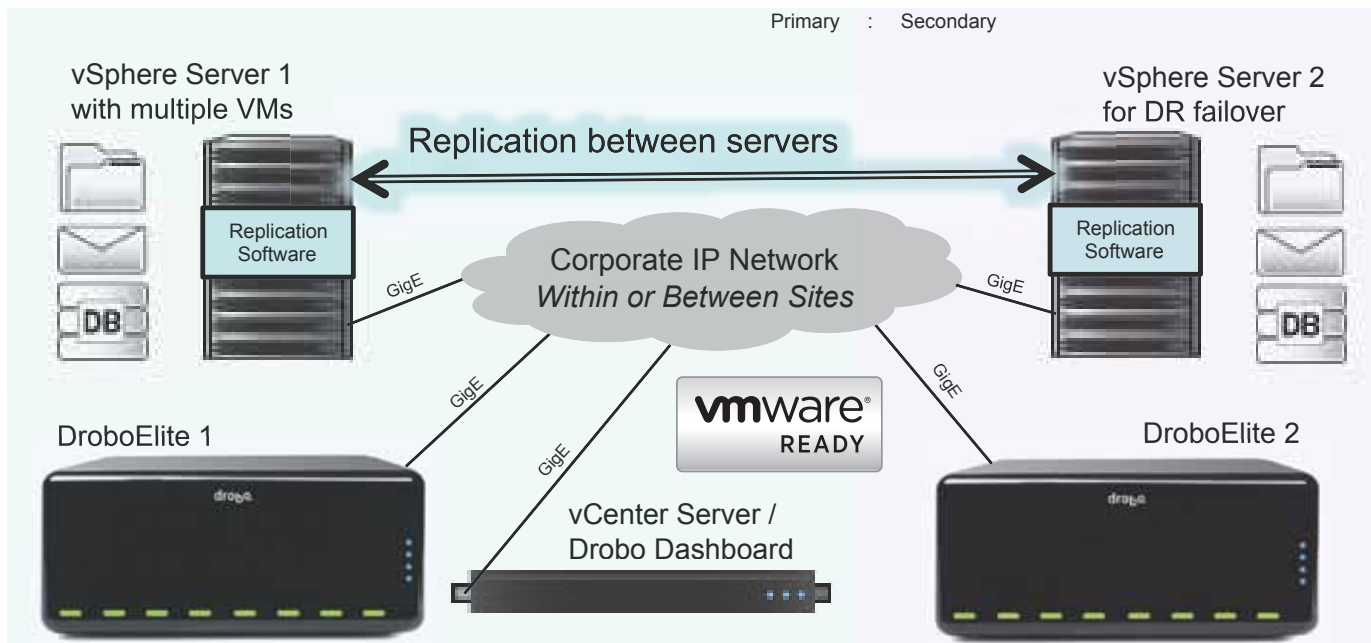 Primary : Secondary
vSphere Server 1
with multiple VMs
vSphere Server 2
for DR failover
Replication between servers
Replication
Software
Replication
Software
Corporate IP Network
Within or Between Sites
GigE
GigE
DB
DB
GigE
GigE
GigE
vmware®
READY
DroboElite 1
DroboElite 2
drobo
drobo
vCenter Server /
Drobo Dashboard